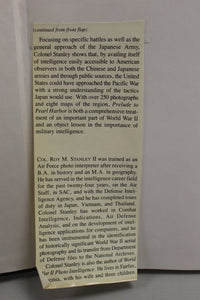 (continued from front flap)
Focusing on specific battles as well as the
general approach of the Japanese Army,
Colonel Stanley shows that, by availing itself
of intelligence easily accessible to American
observers in both the Chinese and Japanese
armies and through public sources, the United
States could have approached the Pacific War
with a strong understanding of the tactics
Japan would use. With over 250 photographs
and eight maps of the region, Prelude to
Pearl Harbor is both a comprehensive treat-
ment of an important part of World War II
and an object lesson in the importance of
military intelligence.
COL. ROY M. STANLEY II was trained as an
Air Force photo interpreter after receiving a
B.A. in history and an M.A. in geography.
He has served in the intelligence career field
for the past twenty-four years, on the Air
Staff, in SAC, and with the Defense Intel-
ligence Agency, and he has completed tours of
duty in Japan, Vietnam, and Thailand.
Colonel Stanley has worked in Combat
Intelligence, Indications, Air Defense
Analysis, and on the development of intel-
ligence applications for computers, and he
has been instrumental in the identification
of historically significant World War II aerial
photography and its transfer from Department
of Defense files to the National Archives.
Colonel Stanley is also the author of World
War II Photo Intelligence. He lives in Fairfax,
with his wife and three children